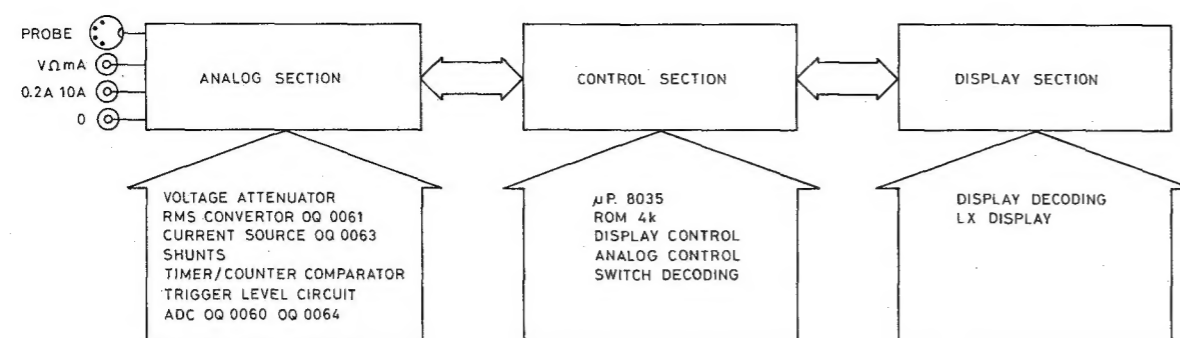 PROBE
VΩmA
0.2A 10A
0
ANALOG SECTION
CONTROL SECTION
DISPLAY SECTION
VOLTAGE ATTENUATOR
RMS CONVERTOR OQ 0061
CURRENT SOURCE OQ 0063
SHUNTS
TIMER/COUNTER COMPARATOR
TRIGGER LEVEL CIRCUIT
ADC OQ 0060 OQ 0064
µP. 8035
ROM 4k
DISPLAY CONTROL
ANALOG CONTROL
SWITCH DECODING
DISPLAY DECODING
LX DISPLAY